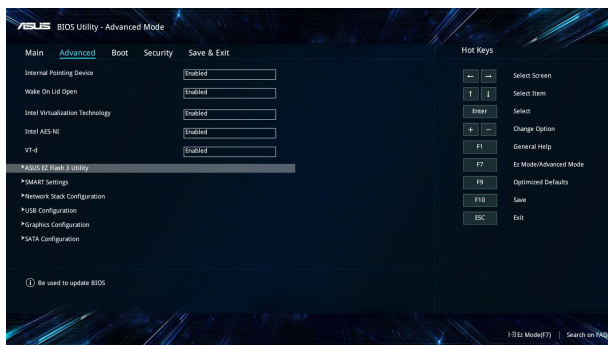 ASUS BIOS Utility - Advanced Mode
Main Advanced Boot Security Save & Exit
Hot Keys
Internal Pointing Device Enabled
Wake On Lid Open Enabled
Intel Virtualization Technology Enabled
Intel AES-NI Enabled
VT-d Enabled
ASUS EZ Flash 3 Utility
SMART Settings
Network Stack Configuration
USB Configuration
Graphics Configuration
SATA Configuration
← → Select Screen
↑ ↓ Select Item
Enter Select
+ − Change Option
F1 General Help
F7 Ez Mode/Advanced Mode
F9 Optimized Defaults
F10 Save
ESC Exit
Be used to update BIOS
Ez Mode(F7) | Search on FAQ